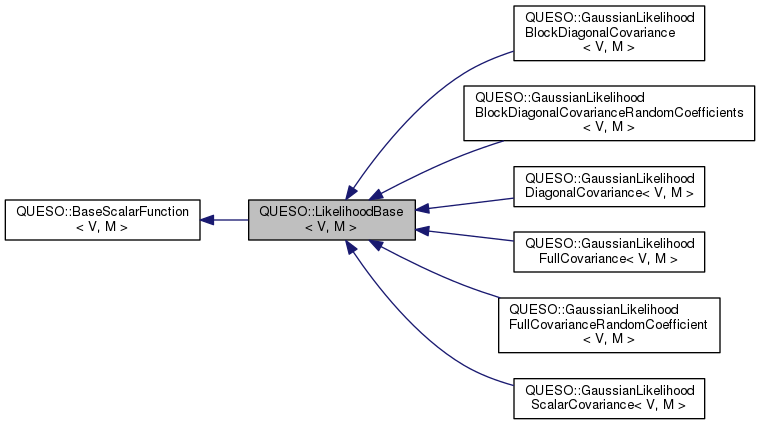 QUESO::GaussianLikelihood
BlockDiagonalCovariance
< V, M >
QUESO::GaussianLikelihood
BlockDiagonalCovarianceRandomCoefficients
< V, M >
QUESO::GaussianLikelihood
DiagonalCovariance< V, M >
QUESO::BaseScalarFunction
< V, M >
QUESO::LikelihoodBase
< V, M >
QUESO::GaussianLikelihood
FullCovariance< V, M >
QUESO::GaussianLikelihood
FullCovarianceRandomCoefficient
< V, M >
QUESO::GaussianLikelihood
ScalarCovariance< V, M >